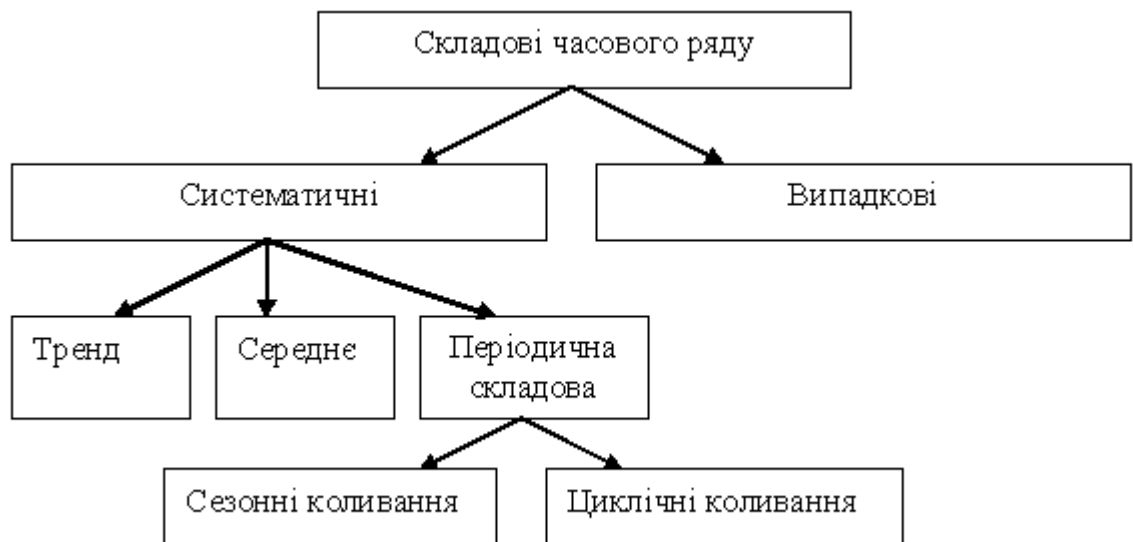 Складові часового ряду
Систематичні
Випадкові
Тренд
Середнє
Періодична
складова
Сезонні коливання
Циклічні коливання